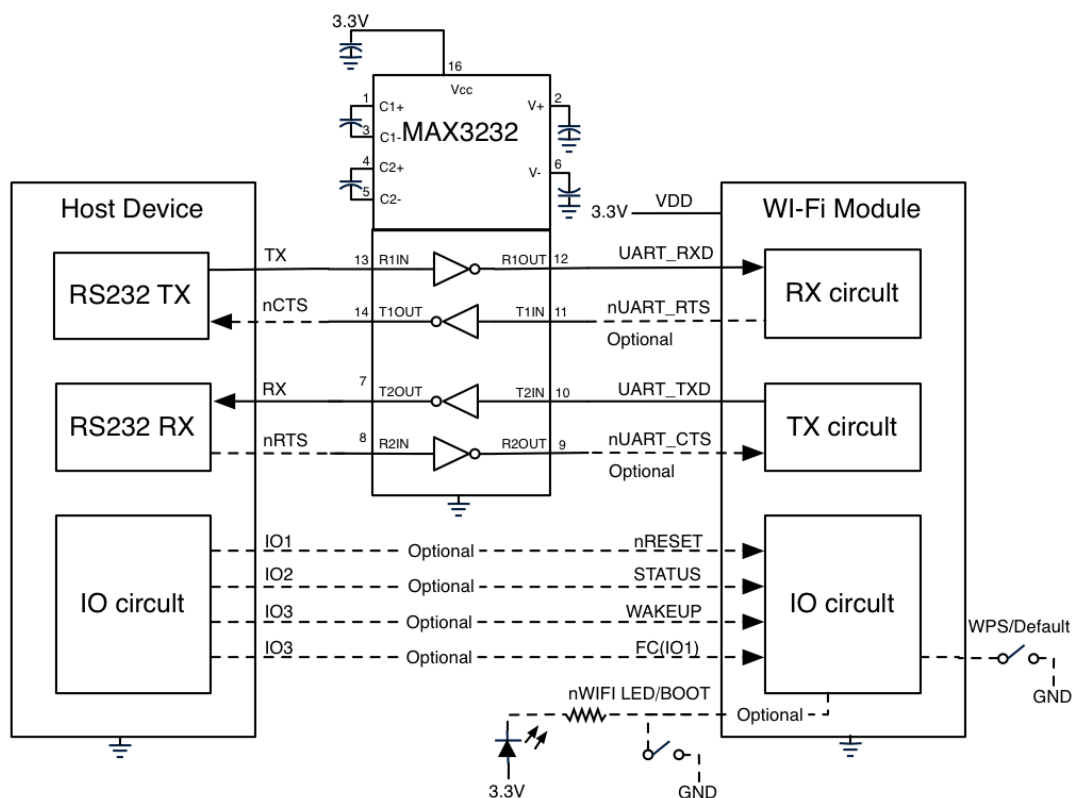 3.3V
16
Vcc
1
C1+
V+
2
3
C1-
MAX3232
4
C2+
V-
6
5
C2-
Host Device
3.3V
VDD
WI-Fi Module
RS232 TX
TX
13
R1IN
R1OUT
12
UART_RXD
RX circult
nCTS
14
T1OUT
T1IN
11
nUART_RTS
Optional
RS232 RX
RX
7
T2OUT
T2IN
10
UART_TXD
TX circult
nRTS
8
R2IN
R2OUT
9
nUART_CTS
Optional
IO circult
IO1
Optional
nRESET
IO2
Optional
STATUS
IO3
Optional
WAKEUP
IO3
Optional
FC(IO1)
IO circult
WPS/Default
GND
nWIFI LED/BOOT
Optional
3.3V
GND